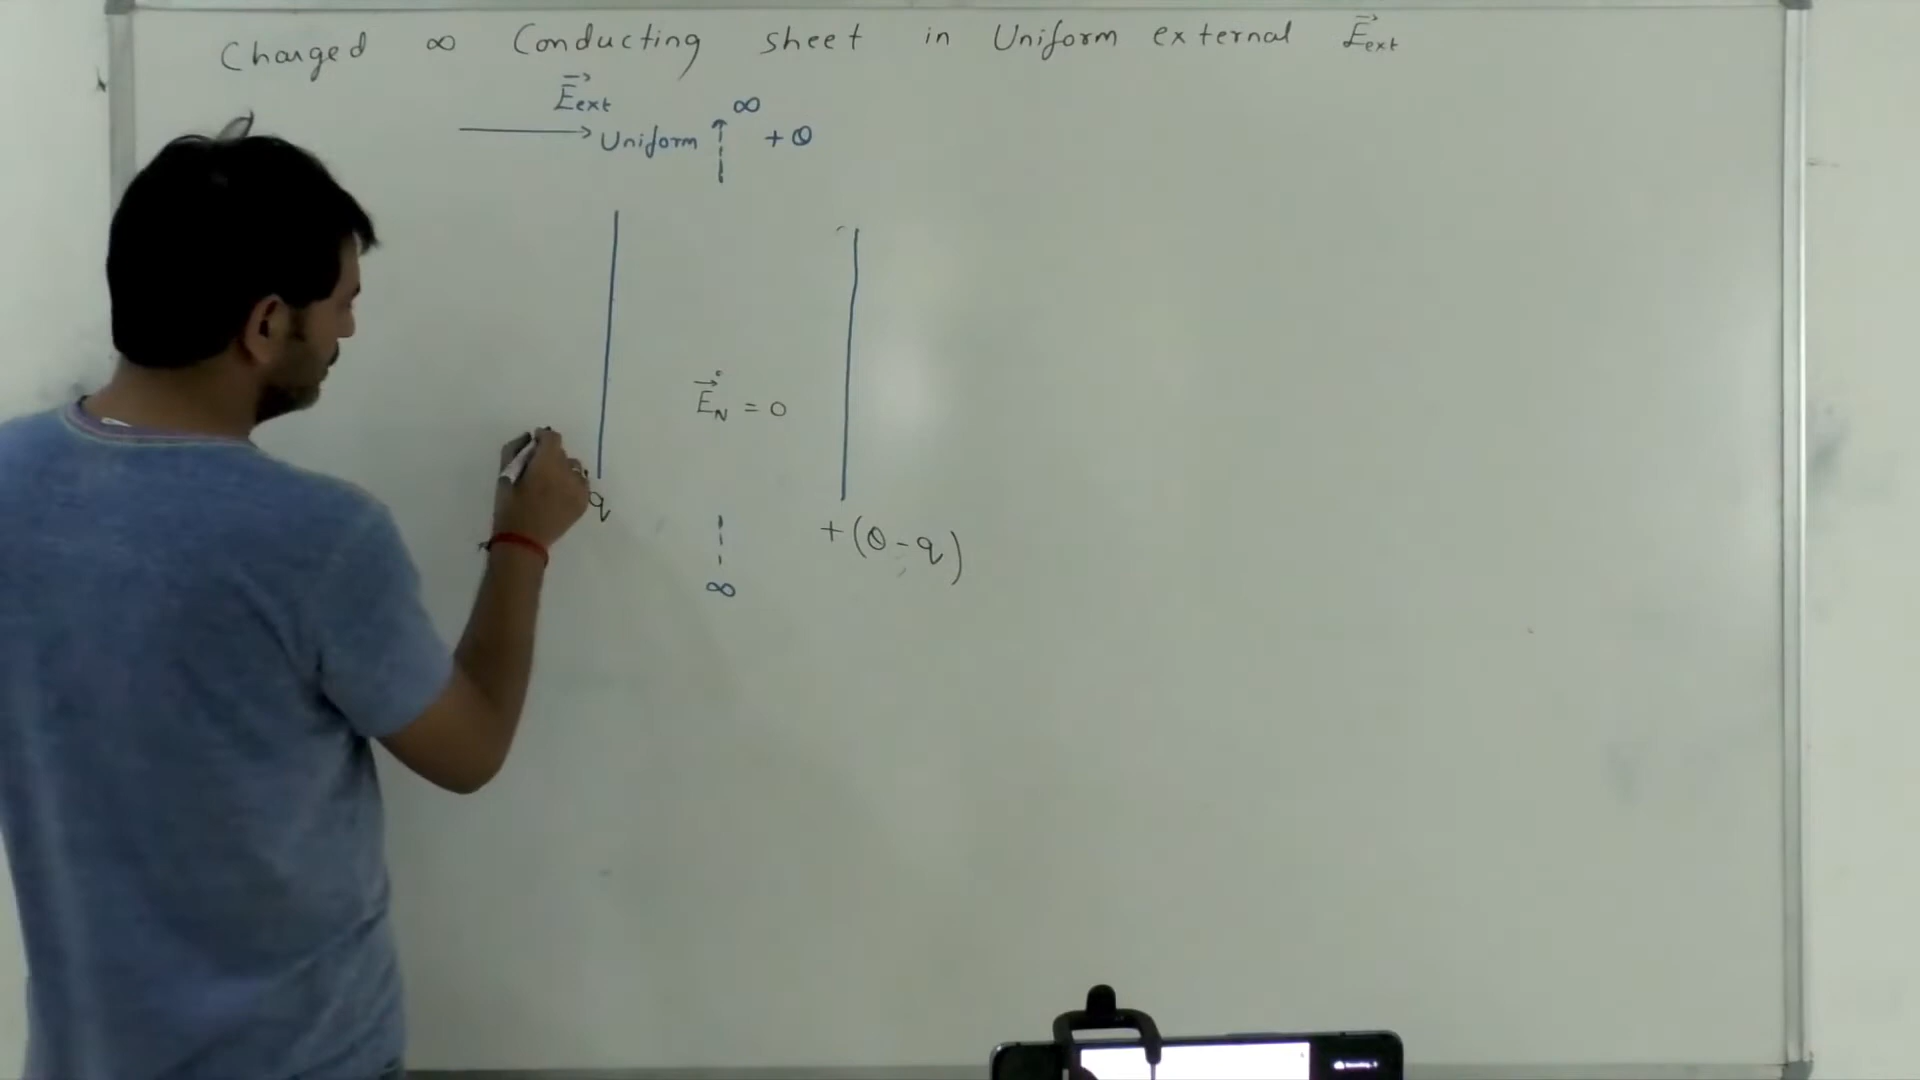 Charged ∞ Conducting sheet in Uniform external E⃗ext
E⃗ext
∞
Uniform
+Q
E⃗N = 0
q
+(Q-q)
∞